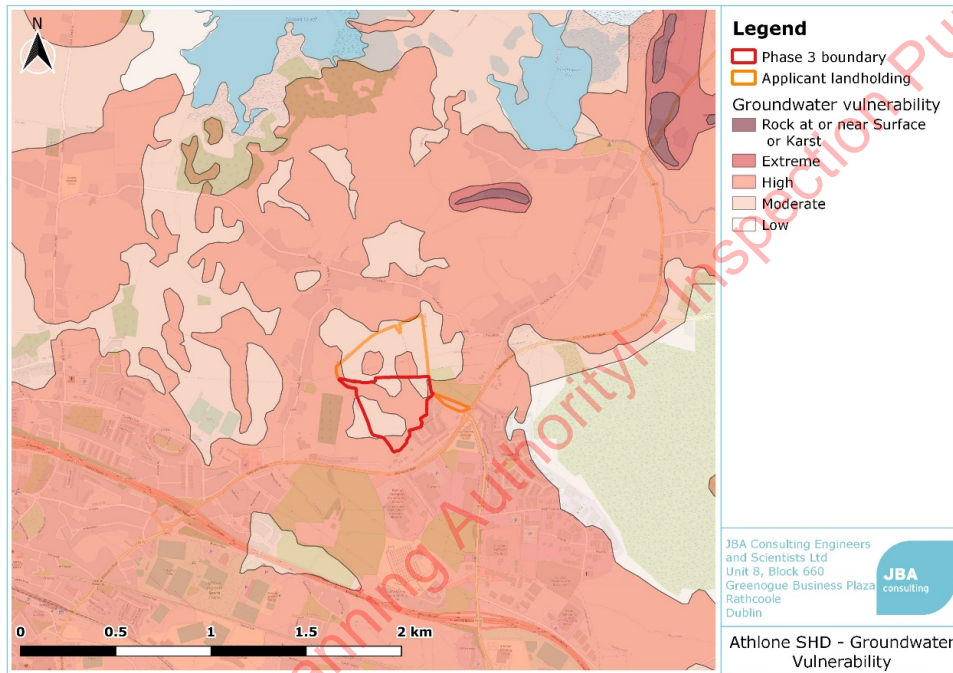 N
Legend
Phase 3 boundary
Applicant landholding
Groundwater vulnerability
Rock at or near Surface
or Karst
Extreme
High
Moderate
Low
0 0.5 1 1.5 2 km
JBA Consulting Engineers
and Scientists Ltd
Unit 8, Block 660
Greenogue Business Plaza
Rathcoole
Dublin
JBA
consulting
Athlone SHD - Groundwater
Vulnerability
anning Authority - Inspection Pu